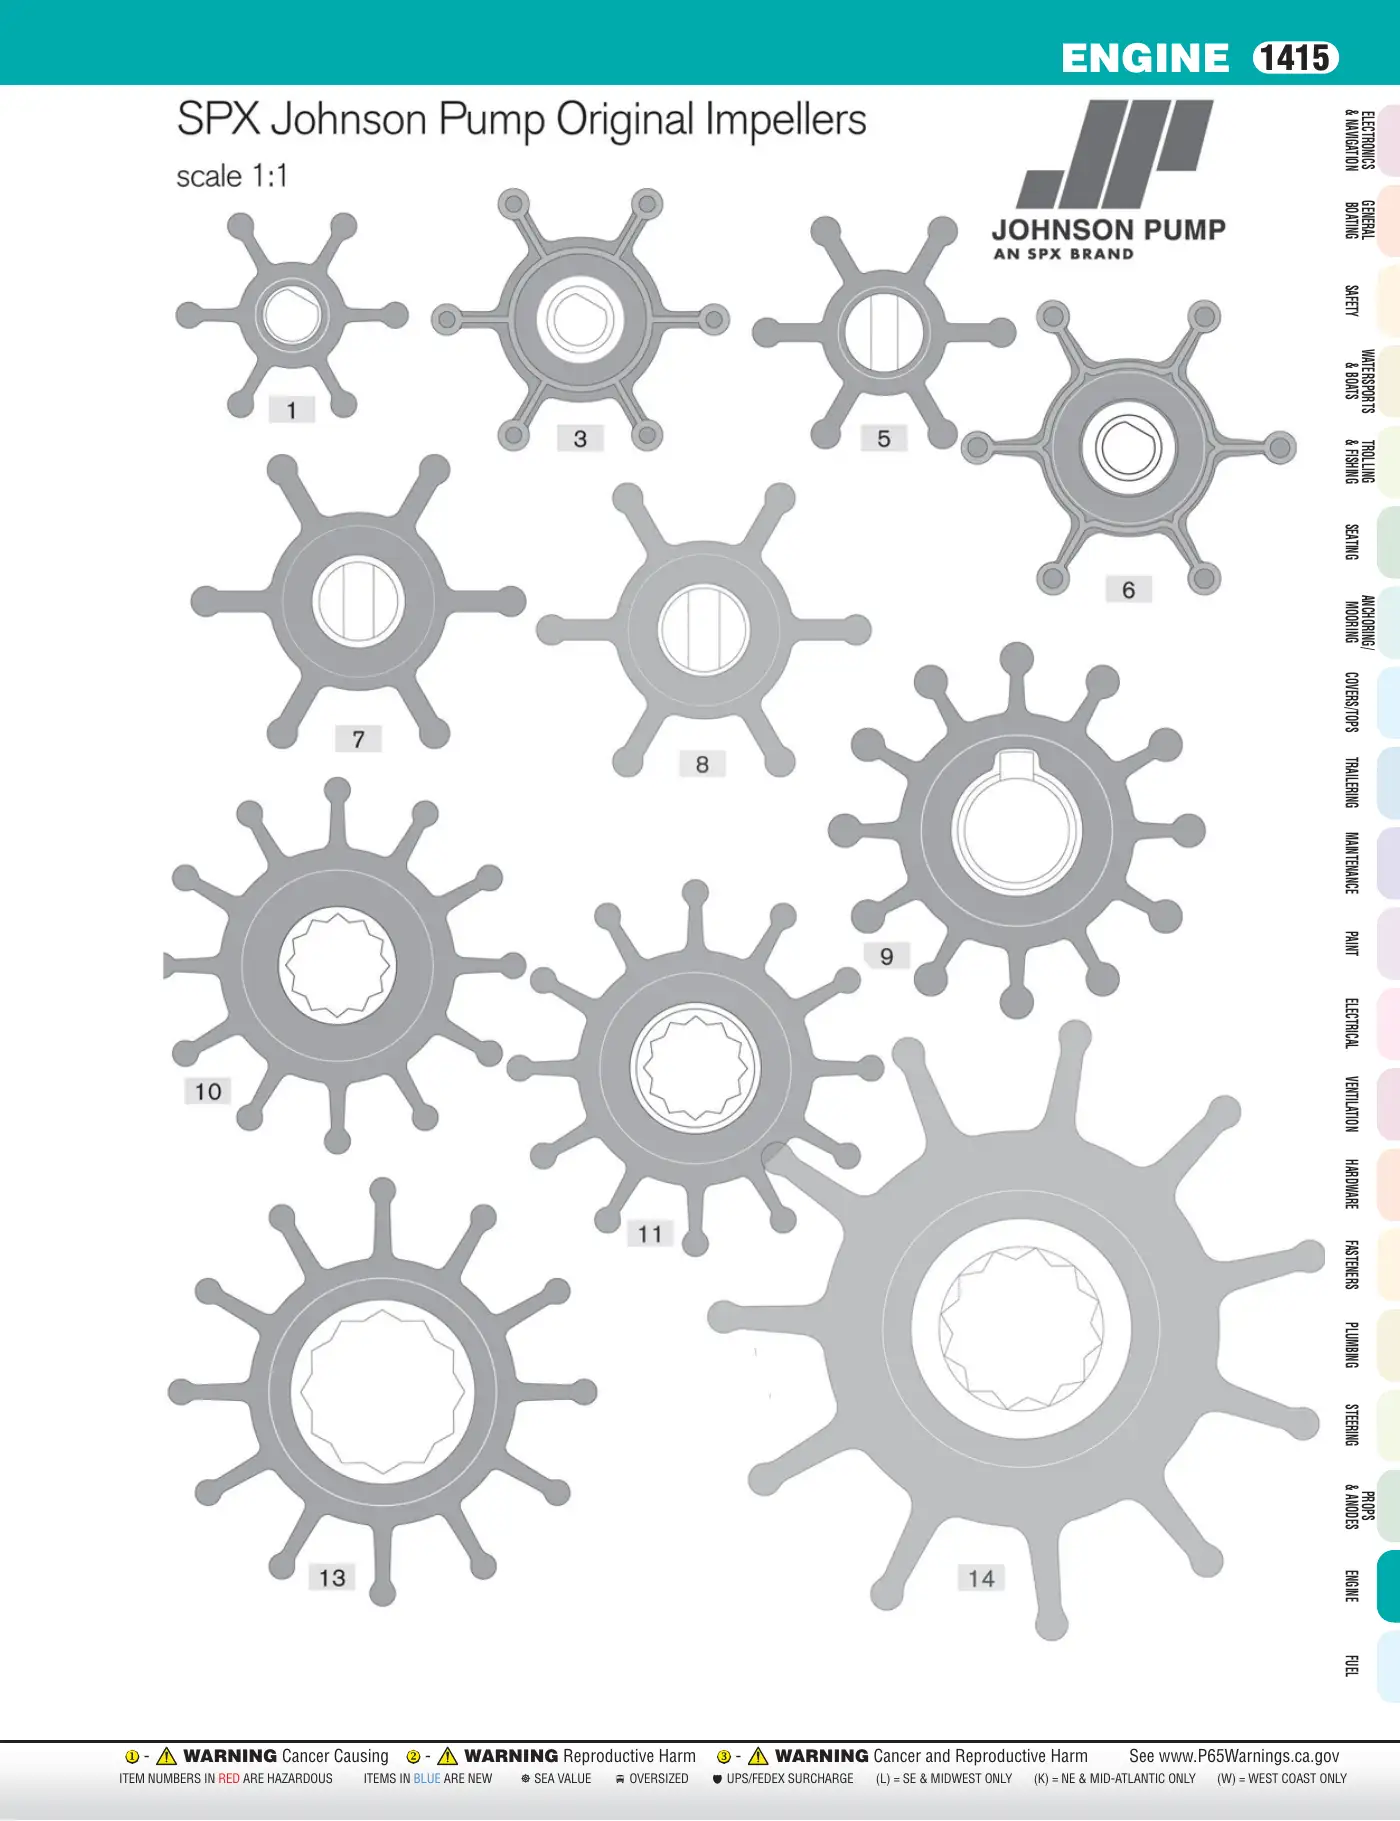 ENGINE 1415
SPX Johnson Pump Original Impellers
scale 1:1
JOHNSON PUMP
AN SPX BRAND
1
3
5
6
7
8
9
10
11
13
14
ELECTRONICS
& NAVIGATION
GENERAL
BOATING
SAFETY
WATERSPORTS
& BOATS
TROLLING
& FISHING
SEATING
ANCHORING/
MOORING
COVERS/TOPS
TRAILERING
MAINTENANCE
PAINT
ELECTRICAL
VENTILATION
HARDWARE
FASTENERS
PLUMBING
STEERING
PROPS
& ANODES
ENGINE
FUEL
1 - WARNING Cancer Causing 2 - WARNING Reproductive Harm 3 - WARNING Cancer and Reproductive Harm See www.P65Warnings.ca.gov
ITEM NUMBERS IN RED ARE HAZARDOUS ITEMS IN BLUE ARE NEW SEA VALUE OVERSIZED UPS/FEDEX SURCHARGE (L) = SE & MIDWEST ONLY (K) = NE & MID-ATLANTIC ONLY (W) = WEST COAST ONLY